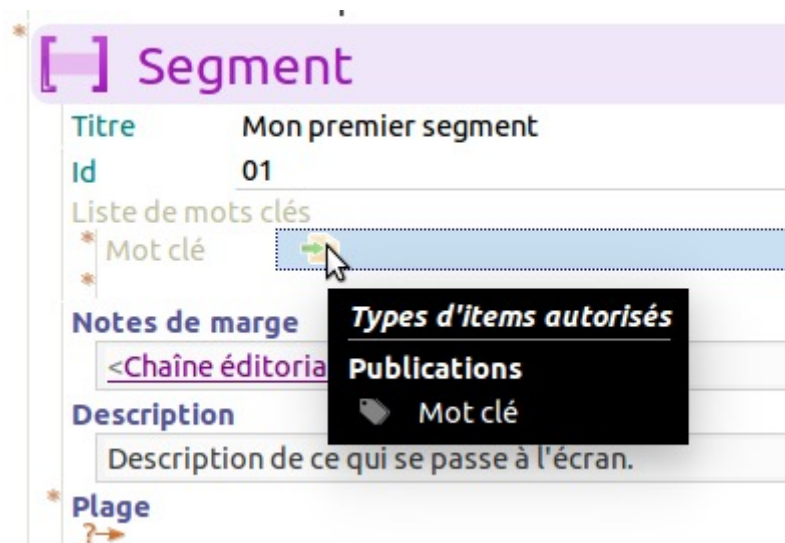 Segment
Titre Mon premier segment
Id 01
Liste de mots clés
* Mot clé
*
Notes de marge
<Chaîne éditoria
Types d'items autorisés
Publications
Mot clé
Description
Description de ce qui se passe à l'écran.
* Plage
?